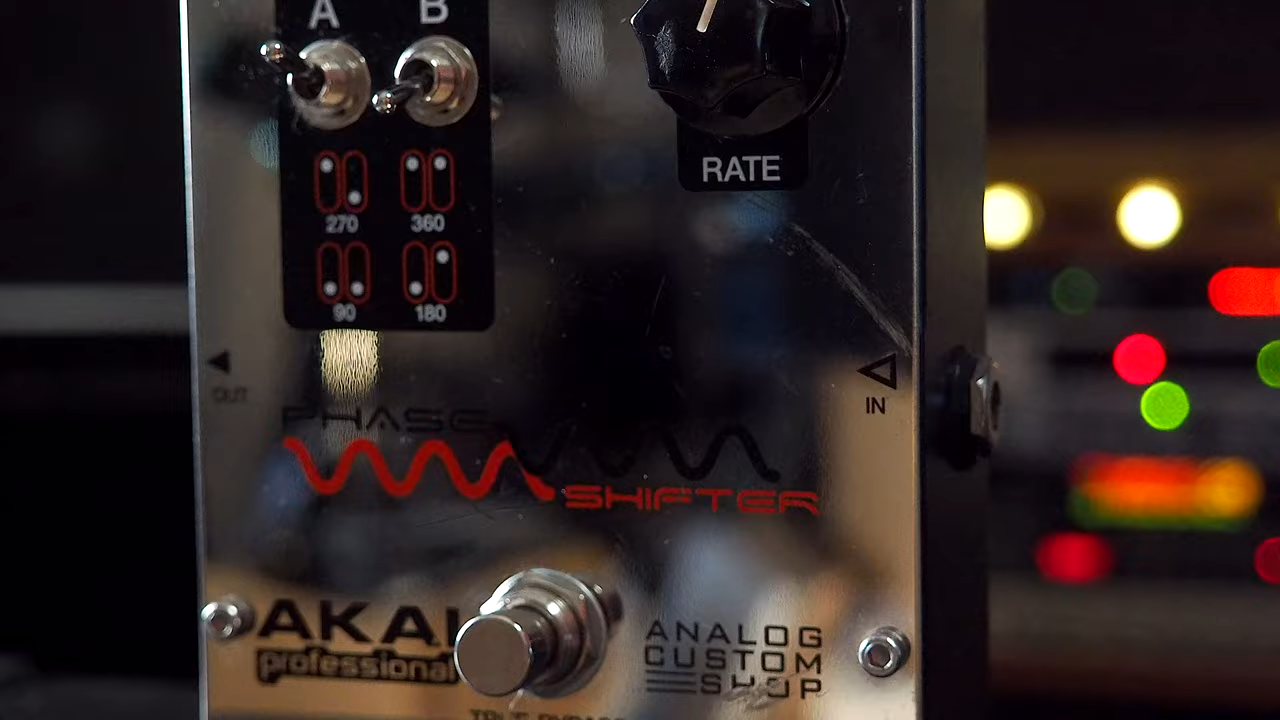 A B
RATE
270 360
90 180
OUT
IN
PHASE
SHIFTER
AKAI
professional
ANALOG
CUSTOM
SHOP